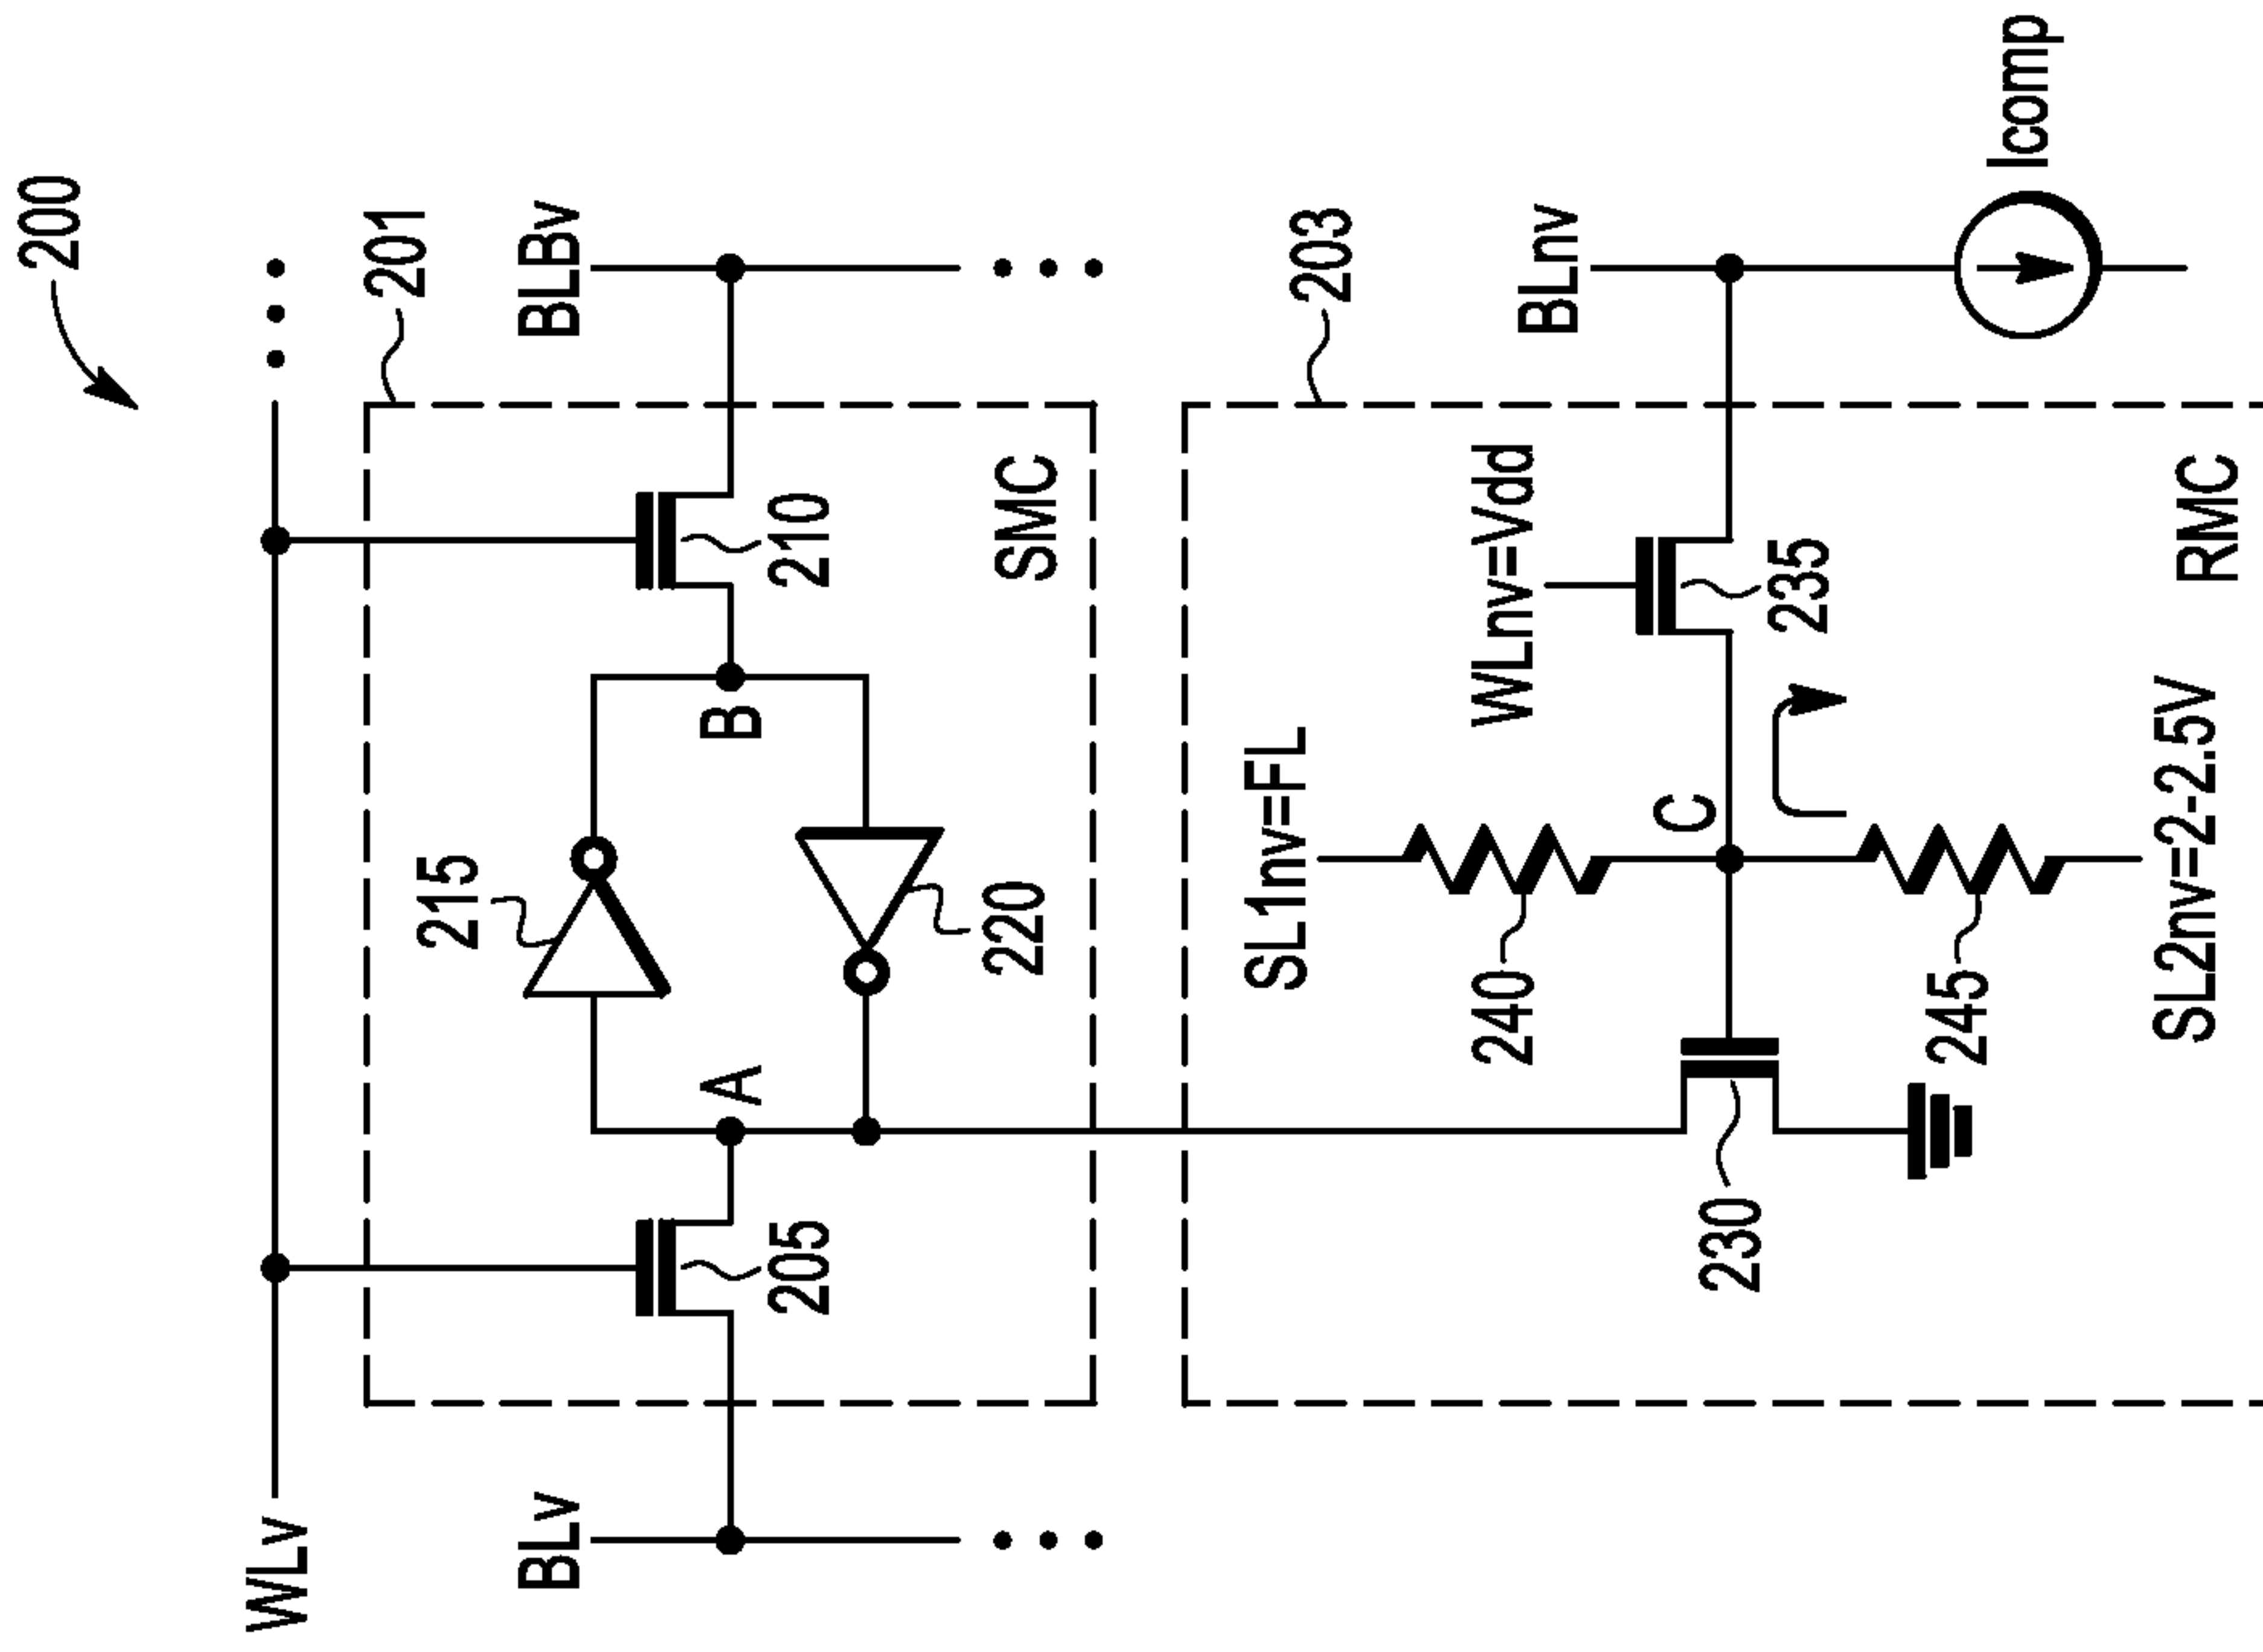 200
WLv
201
BLv
BLBv
215
A
B
205
210
220
SMC
203
SL1nv=FL
WLnv=Vdd
BLnv
240
C
230
235
245
Icomp
SL2nv=2-2.5V
RMC